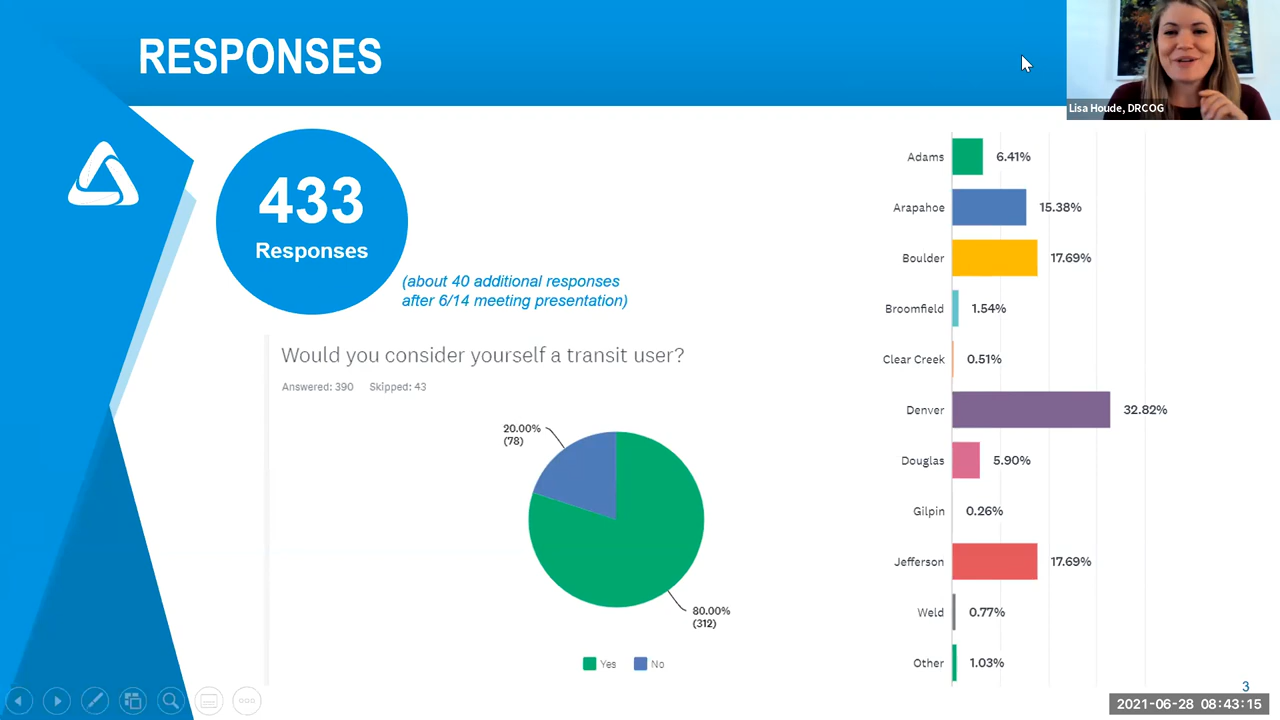 RESPONSES
Lisa Houde, DRCOG
433
Responses
(about 40 additional responses
after 6/14 meeting presentation)
Would you consider yourself a transit user?
Answered: 390 Skipped: 43
20.00%
(78)
80.00%
(312)
Yes No
Adams 6.41%
Arapahoe 15.38%
Boulder 17.69%
Broomfield 1.54%
Clear Creek 0.51%
Denver 32.82%
Douglas 5.90%
Gilpin 0.26%
Jefferson 17.69%
Weld 0.77%
Other 1.03%
3
2021-06-28 08:43:15